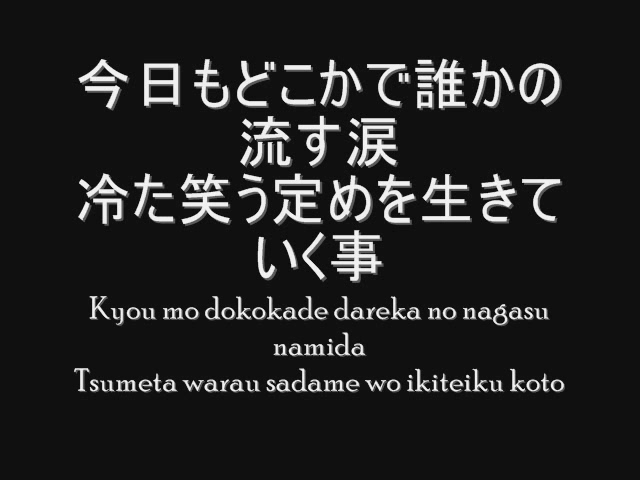 今日もどこかで誰かの
流す涙
冷た笑う定めを生きて
いく事
Kyou mo dokokade dareka no nagasu
namida
Tsumeta warau sadame wo ikiteiku koto